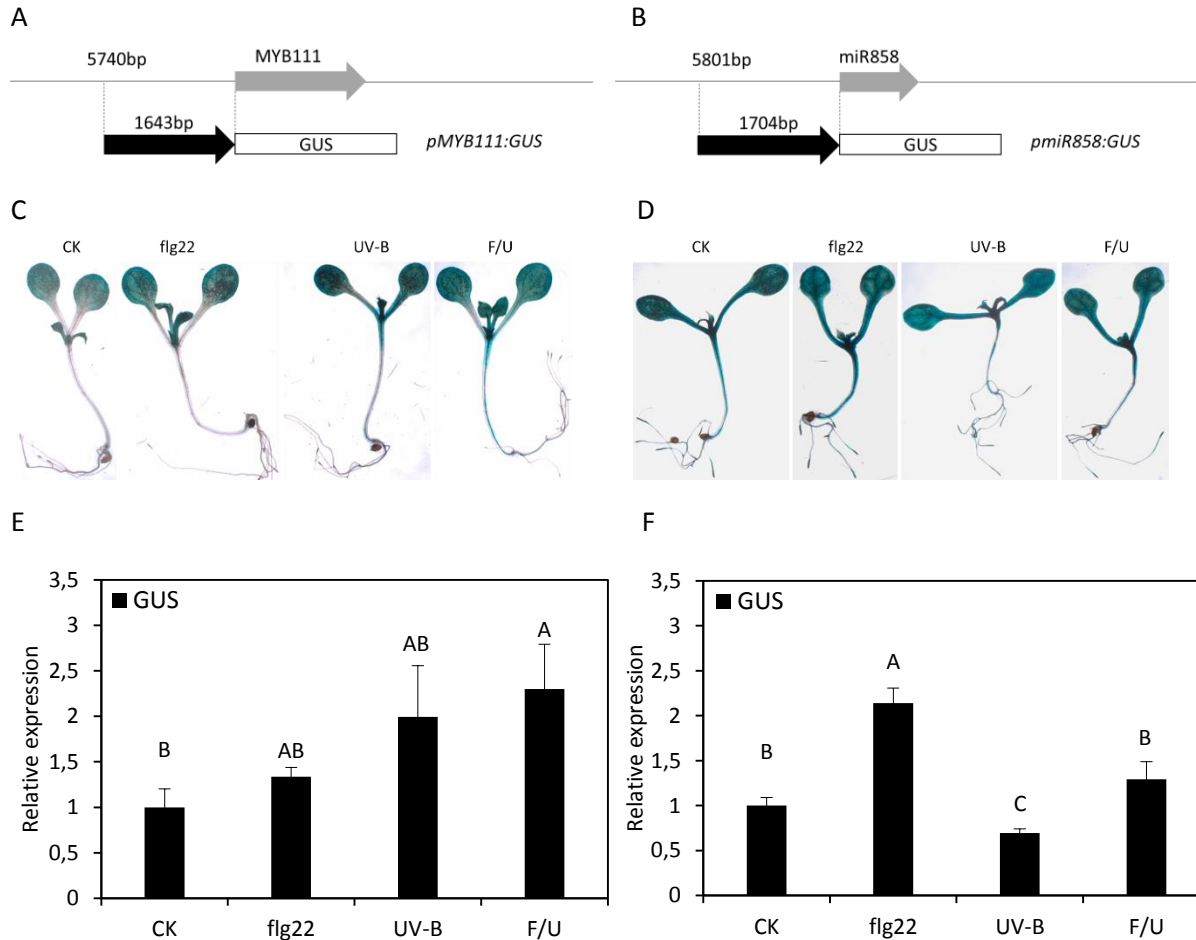 A
5740bp
MYB111
1643bp
GUS
pMYB111:GUS
B
5801bp
miR858
1704bp
GUS
pmiR858:GUS
C
CK flg22 UV-B F/U
D
CK flg22 UV-B F/U
E
3,5
3
2,5
2
1,5
1
0,5
0
Relative expression
GUS
B
AB
AB
A
CK flg22 UV-B F/U
F
3,5
3
2,5
2
1,5
1
0,5
0
Relative expression
GUS
B
A
C
B
CK flg22 UV-B F/U